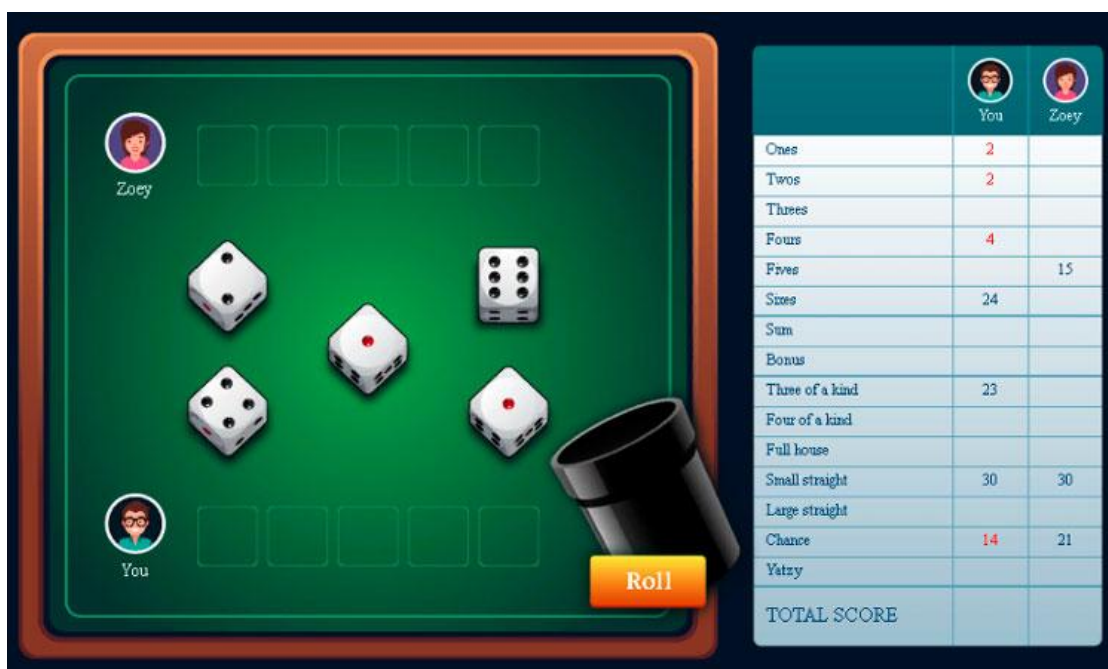 You Zoey
Zoey
Ones 2
Twos 2
Threes
Fours 4
Fives 15
Sixes 24
Sum
Bonus
Three of a kind 23
Four of a kind
Full house
Small straight 30 30
Large straight
Chance 14 21
Yatzy
TOTAL SCORE
You
Roll